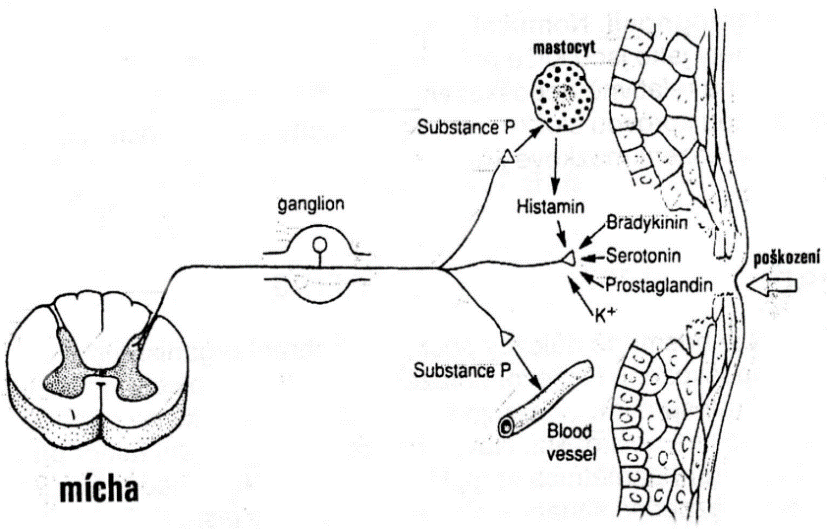 mastocyt
Substance P
ganglion
Histamin
Bradykinin
Serotonin
Prostaglandin
K+
poškození
Substance P
Blood
vessel
mícha